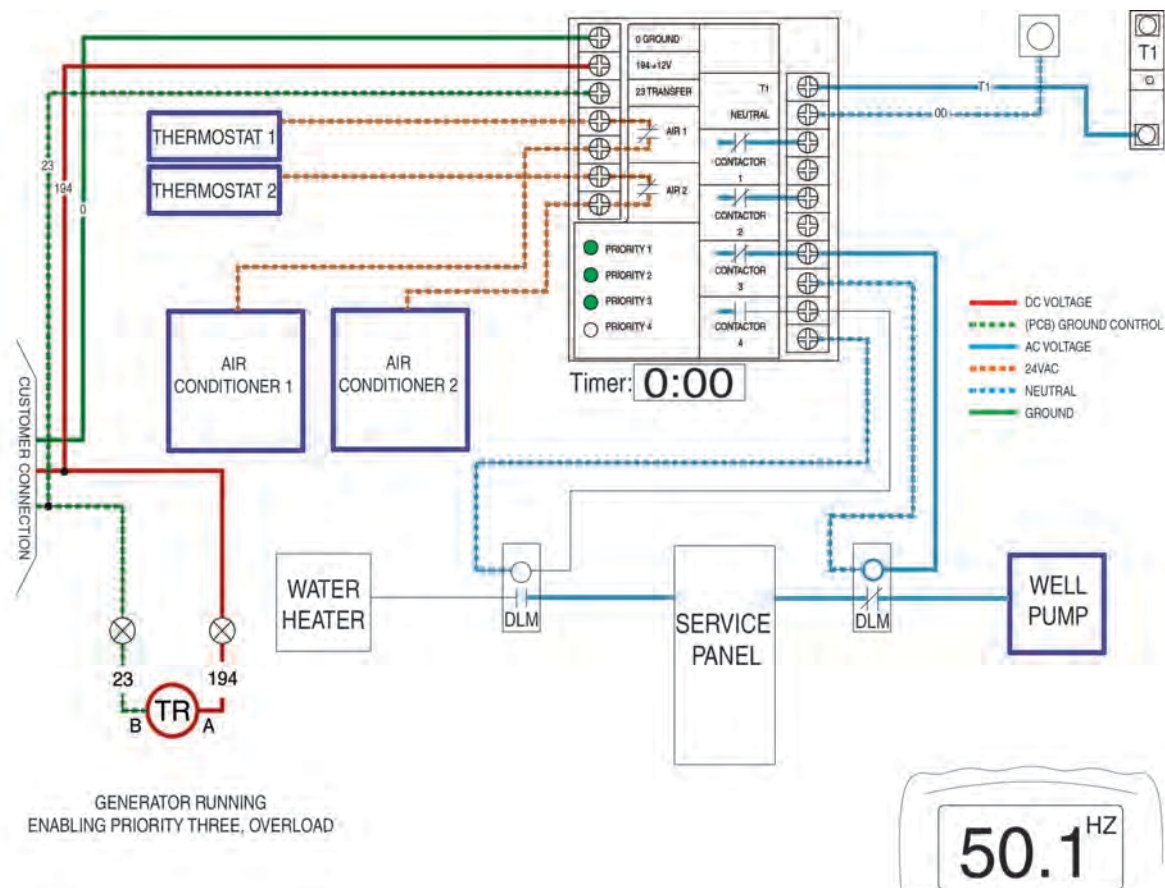 0 GROUND
194 +12V
23 TRANSFER
AIR 1
AIR 2
T1
NEUTRAL
CONTACTOR
1
CONTACTOR
2
CONTACTOR
3
CONTACTOR
4
PRIORITY 1
PRIORITY 2
PRIORITY 3
PRIORITY 4
Timer: 0:00
T1
00
T1
THERMOSTAT 1
THERMOSTAT 2
23
194
0
AIR
CONDITIONER 1
AIR
CONDITIONER 2
DC VOLTAGE
(PCB) GROUND CONTROL
AC VOLTAGE
24VAC
NEUTRAL
GROUND
CUSTOMER CONNECTION
WATER
HEATER
DLM
SERVICE
PANEL
DLM
WELL
PUMP
23
194
B
TR
A
GENERATOR RUNNING
ENABLING PRIORITY THREE, OVERLOAD
50.1 HZ